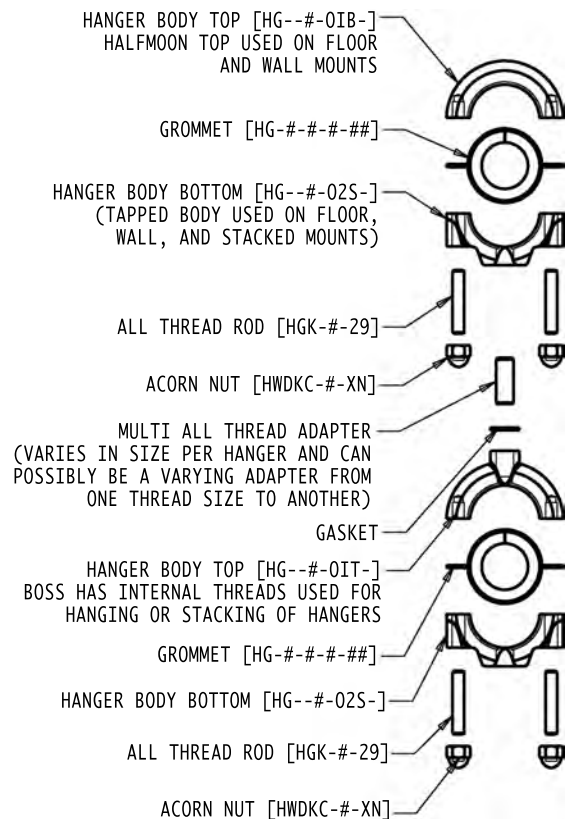 HANGER BODY TOP [HG--#-OIB-]
HALFMOON TOP USED ON FLOOR
AND WALL MOUNTS
GROMMET [HG-#-#-#-##]
HANGER BODY BOTTOM [HG--#-02S-]
(TAPPED BODY USED ON FLOOR,
WALL, AND STACKED MOUNTS)
ALL THREAD ROD [HGK-#-29]
ACORN NUT [HWDKC-#-XN]
MULTI ALL THREAD ADAPTER
(VARIES IN SIZE PER HANGER AND CAN
POSSIBLY BE A VARYING ADAPTER FROM
ONE THREAD SIZE TO ANOTHER)
GASKET
HANGER BODY TOP [HG--#-OIT-]
BOSS HAS INTERNAL THREADS USED FOR
HANGING OR STACKING OF HANGERS
GROMMET [HG-#-#-#-##]
HANGER BODY BOTTOM [HG--#-02S-]
ALL THREAD ROD [HGK-#-29]
ACORN NUT [HWDKC-#-XN]